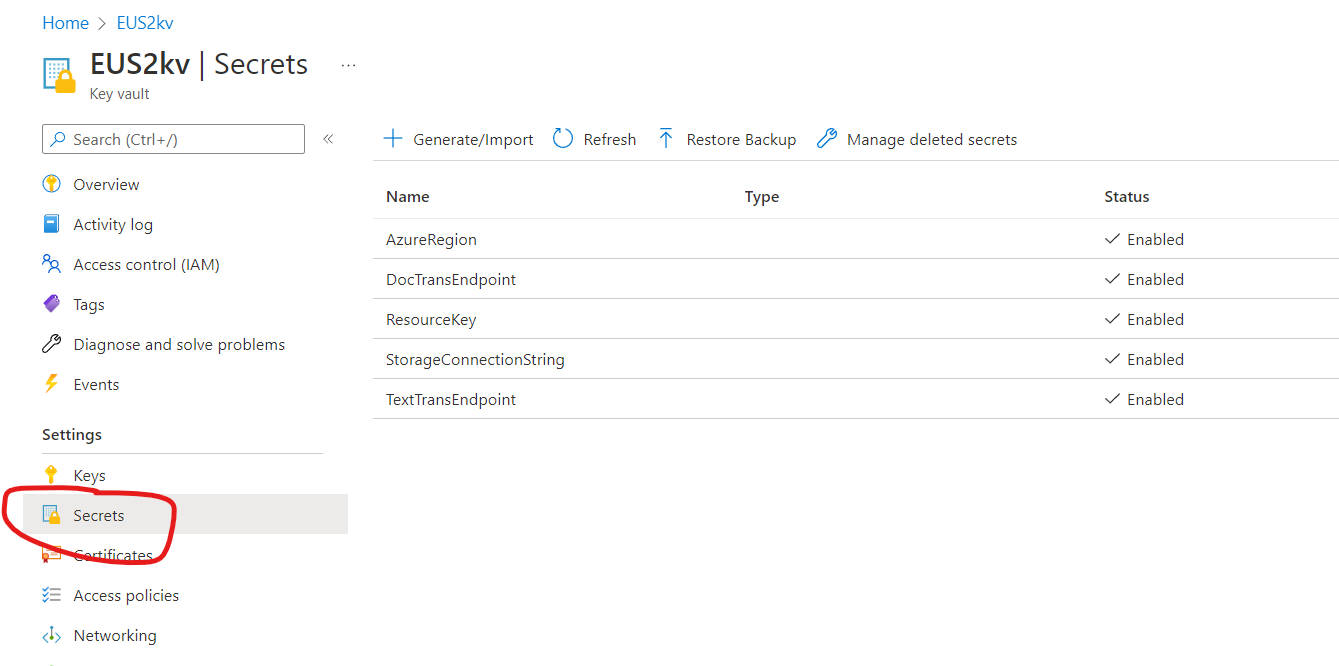 Home > EUS2kv
EUS2kv | Secrets ...
Key vault
Search (Ctrl+/) «
Overview
Activity log
Access control (IAM)
Tags
Diagnose and solve problems
Events
Settings
Keys
Secrets
Certificates
Access policies
Networking
Generate/Import Refresh Restore Backup Manage deleted secrets
Name Type Status
AzureRegion Enabled
DocTransEndpoint Enabled
ResourceKey Enabled
StorageConnectionString Enabled
TextTransEndpoint Enabled